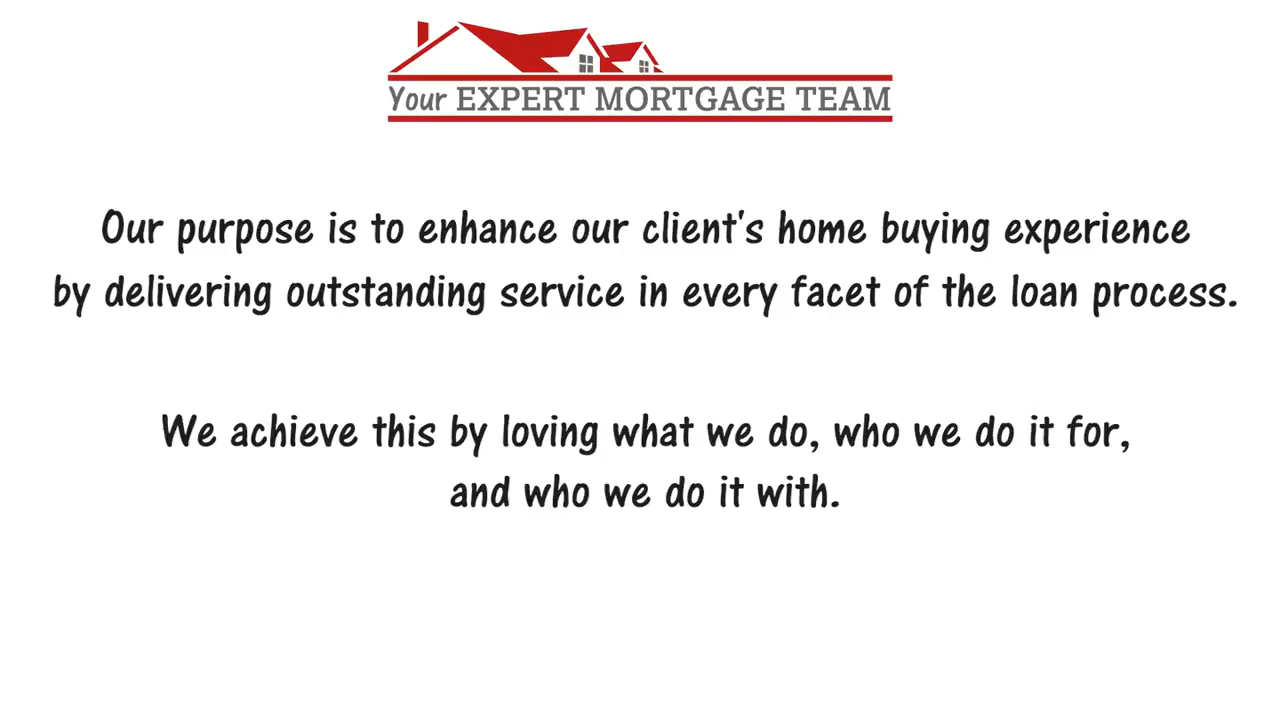 Your EXPERT MORTGAGE TEAM
Our purpose is to enhance our client's home buying experience
by delivering outstanding service in every facet of the loan process.
We achieve this by loving what we do, who we do it for,
and who we do it with.